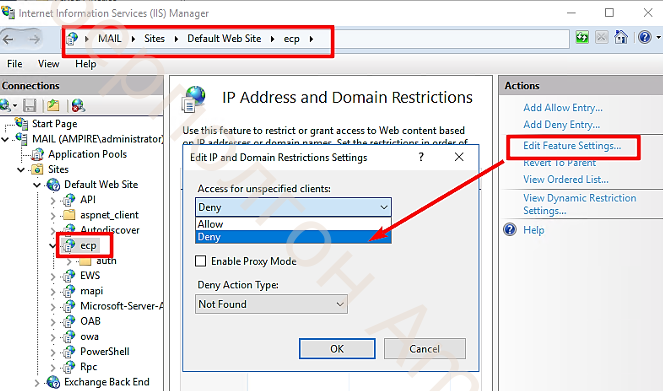 Internet Information Services (IIS) Manager
MAIL
Sites
Default Web Site
ecp
File View Help
Connections
Start Page
MAIL (AMPIRE\administrator)
Application Pools
Sites
Default Web Site
API
aspnet_client
Autodiscover
ecp
auth
EWS
mapi
Microsoft-Server-A
OAB
owa
PowerShell
Rpc
Exchange Back End
IP Address and Domain Restrictions
Use this feature to restrict or grant access to Web content based
on IP addresses or domain names. Set the restrictions in order of
Edit IP and Domain Restrictions Settings
? ×
Access for unspecified clients:
Deny
Allow
Deny
Enable Proxy Mode
Deny Action Type:
Not Found
OK
Cancel
Actions
Add Allow Entry...
Add Deny Entry...
Edit Feature Settings...
Revert To Parent
View Ordered List...
View Dynamic Restriction
Settings...
Help